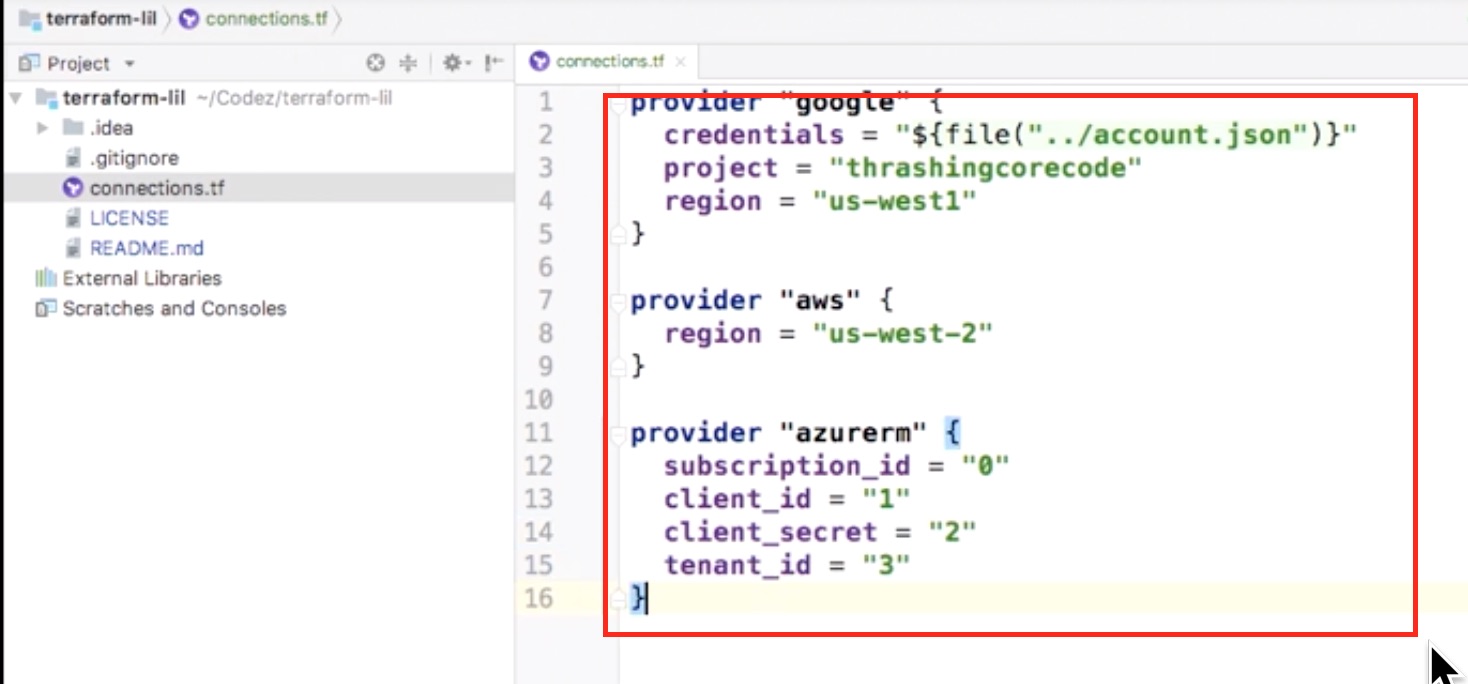 terraform-lil connections.tf
Project
connections.tf
terraform-lil ~/Codez/terraform-lil
.idea
.gitignore
connections.tf
LICENSE
README.md
External Libraries
Scratches and Consoles
1 provider "google" {
2   credentials = "${file("../account.json")}"
3   project = "thrashingcorecode"
4   region = "us-west1"
5 }
6
7 provider "aws" {
8   region = "us-west-2"
9 }
10
11 provider "azurerm" {
12   subscription_id = "0"
13   client_id = "1"
14   client_secret = "2"
15   tenant_id = "3"
16 }